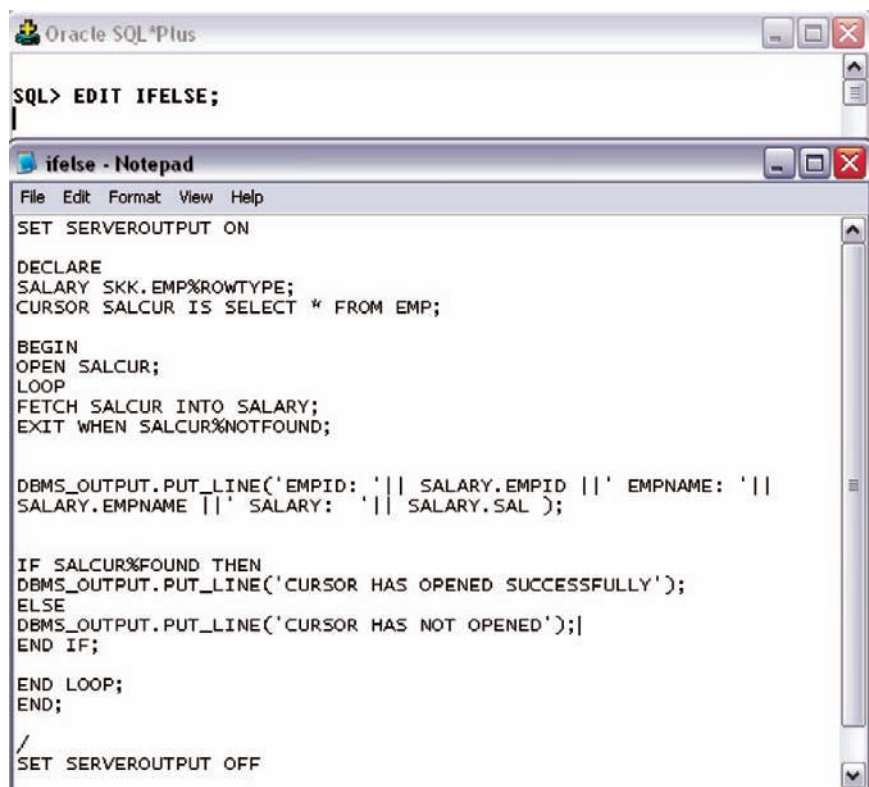 Oracle SQL*Plus
SQL> EDIT IFELSE;
ifelse - Notepad
File Edit Format View Help
SET SERVEROUTPUT ON
DECLARE
SALARY SKK.EMP%ROWTYPE;
CURSOR SALCUR IS SELECT * FROM EMP;
BEGIN
OPEN SALCUR;
LOOP
FETCH SALCUR INTO SALARY;
EXIT WHEN SALCUR%NOTFOUND;
DBMS_OUTPUT.PUT_LINE('EMPID: '|| SALARY.EMPID ||' EMPNAME: '||
SALARY.EMPNAME ||' SALARY:  '|| SALARY.SAL );
IF SALCUR%FOUND THEN
DBMS_OUTPUT.PUT_LINE('CURSOR HAS OPENED SUCCESSFULLY');
ELSE
DBMS_OUTPUT.PUT_LINE('CURSOR HAS NOT OPENED');
END IF;
END LOOP;
END;
/
SET SERVEROUTPUT OFF